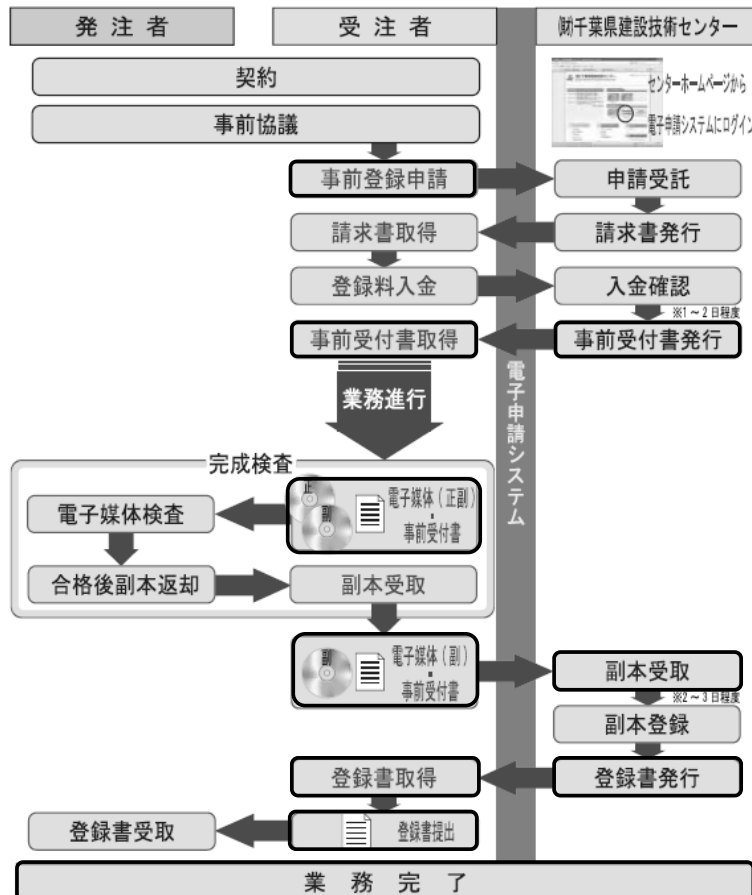 発注者
受注者
㈶千葉県建設技術センター
契約
センターホームページから
電子申請システムにログイン
事前協議
事前登録申請
申請受託
請求書取得
請求書発行
登録料入金
入金確認
※1～2日程度
事前受付書取得
事前受付書発行
業務進行
電子申請システム
完成検査
正
副
電子媒体(正副)
・
事前受付書
電子媒体検査
合格後副本返却
副本受取
副
電子媒体(副)
・
事前受付書
副本受取
※2～3日程度
副本登録
登録書取得
登録書発行
登録書受取
登録書提出
業務完了